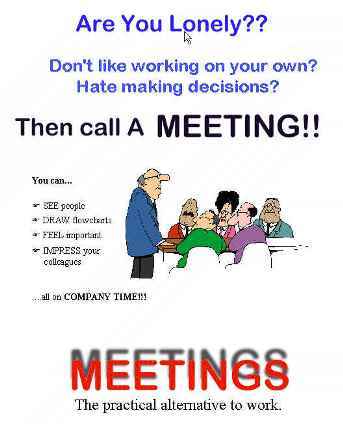 Are You Lonely??
Don't like working on your own?
Hate making decisions?
Then call A MEETING!!
You can...
☞ SEE people
☞ DRAW flowcharts
☞ FEEL important
☞ IMPRESS your
colleagues
...all on COMPANY TIME!!!
MEETINGS
The practical alternative to work.